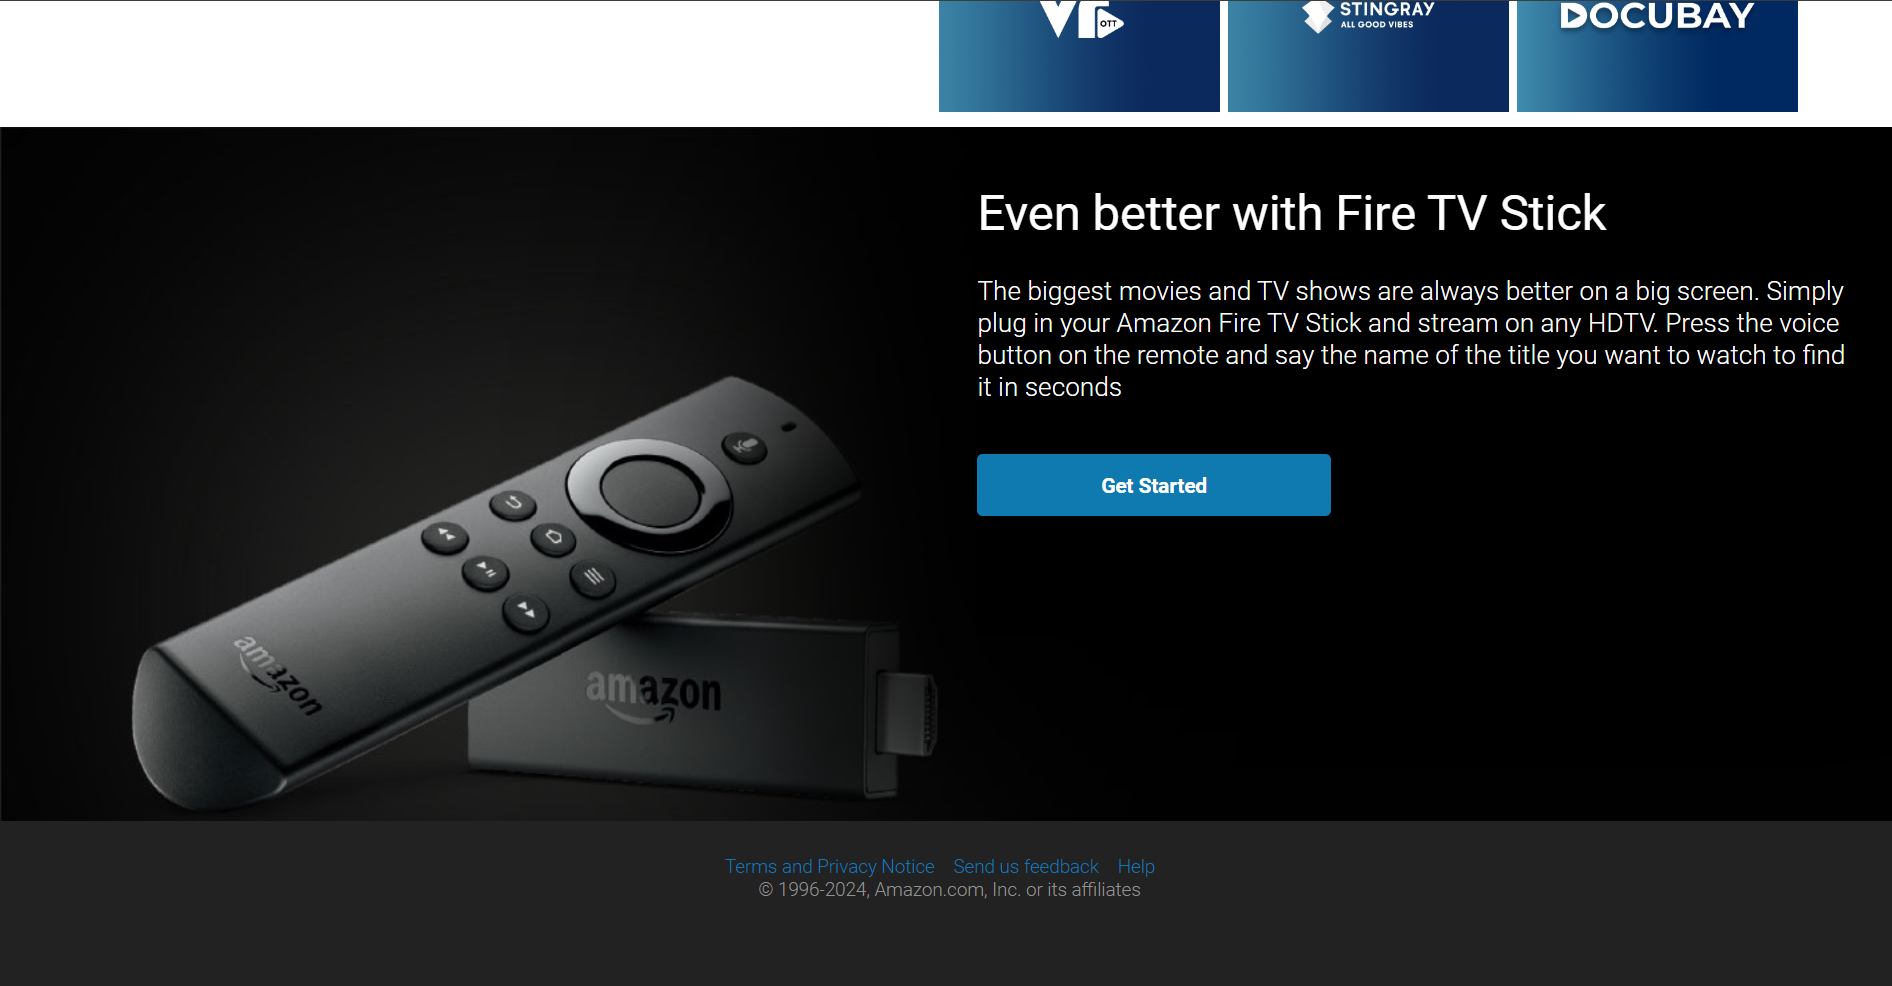 OTT
STINGRAY
ALL GOOD VIBES
DOCUBAY
Even better with Fire TV Stick
The biggest movies and TV shows are always better on a big screen. Simply
plug in your Amazon Fire TV Stick and stream on any HDTV. Press the voice
button on the remote and say the name of the title you want to watch to find
it in seconds
Get Started
amazon
amazon
Terms and Privacy Notice Send us feedback Help
© 1996-2024, Amazon.com, Inc. or its affiliates